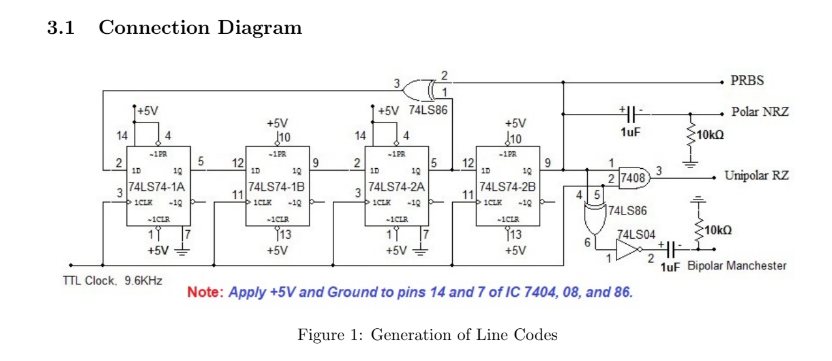 3.1 Connection Diagram
3 2 PRBS
1
+5V +5V 74LS86 + - Polar NRZ
+5V +5V
14 4 10 14 4 10 1uF 10kΩ
~1PR ~1PR ~1PR ~1PR
2 1D 1Q 5 12 1D 1Q 9 2 1D 1Q 5 12 1D 1Q 9 1 3 Unipolar RZ
74LS74-1A 74LS74-1B 74LS74-2A 74LS74-2B 2 7408
3 1CLK ~1Q 11 1CLK ~1Q 3 1CLK ~1Q 11 1CLK ~1Q 4 5
74LS86
~1CLR ~1CLR ~1CLR ~1CLR
1 7 13 1 7 13 6 74LS04 10kΩ
+5V +5V +5V +5V + -
1 2 1uF Bipolar Manchester
TTL Clock, 9.6KHz
Note: Apply +5V and Ground to pins 14 and 7 of IC 7404, 08, and 86.
Figure 1: Generation of Line Codes